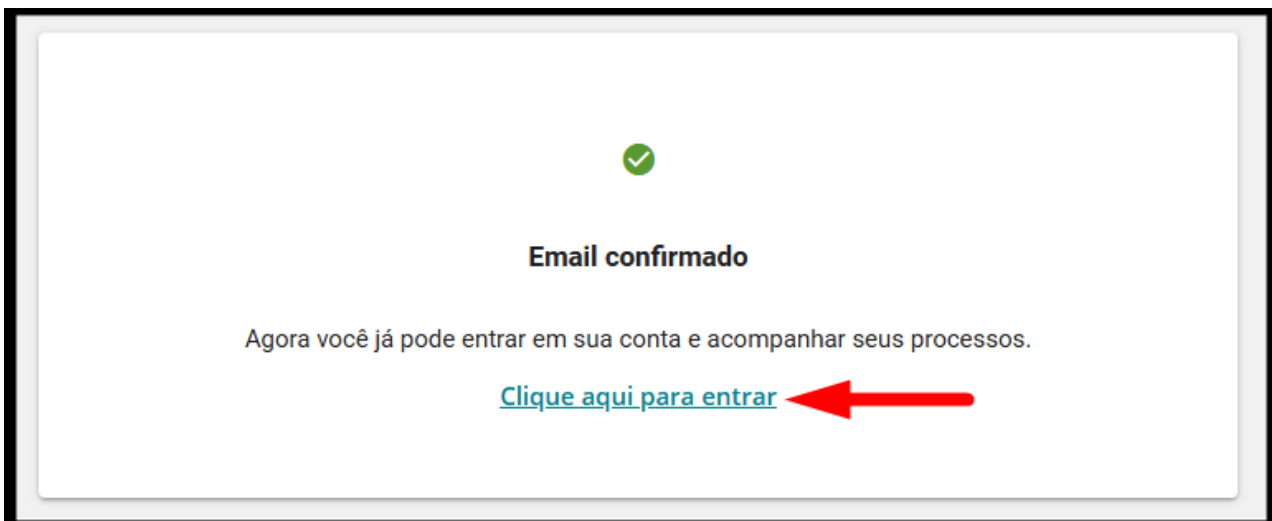 Email confirmado
Agora você já pode entrar em sua conta e acompanhar seus processos.
Clique aqui para entrar